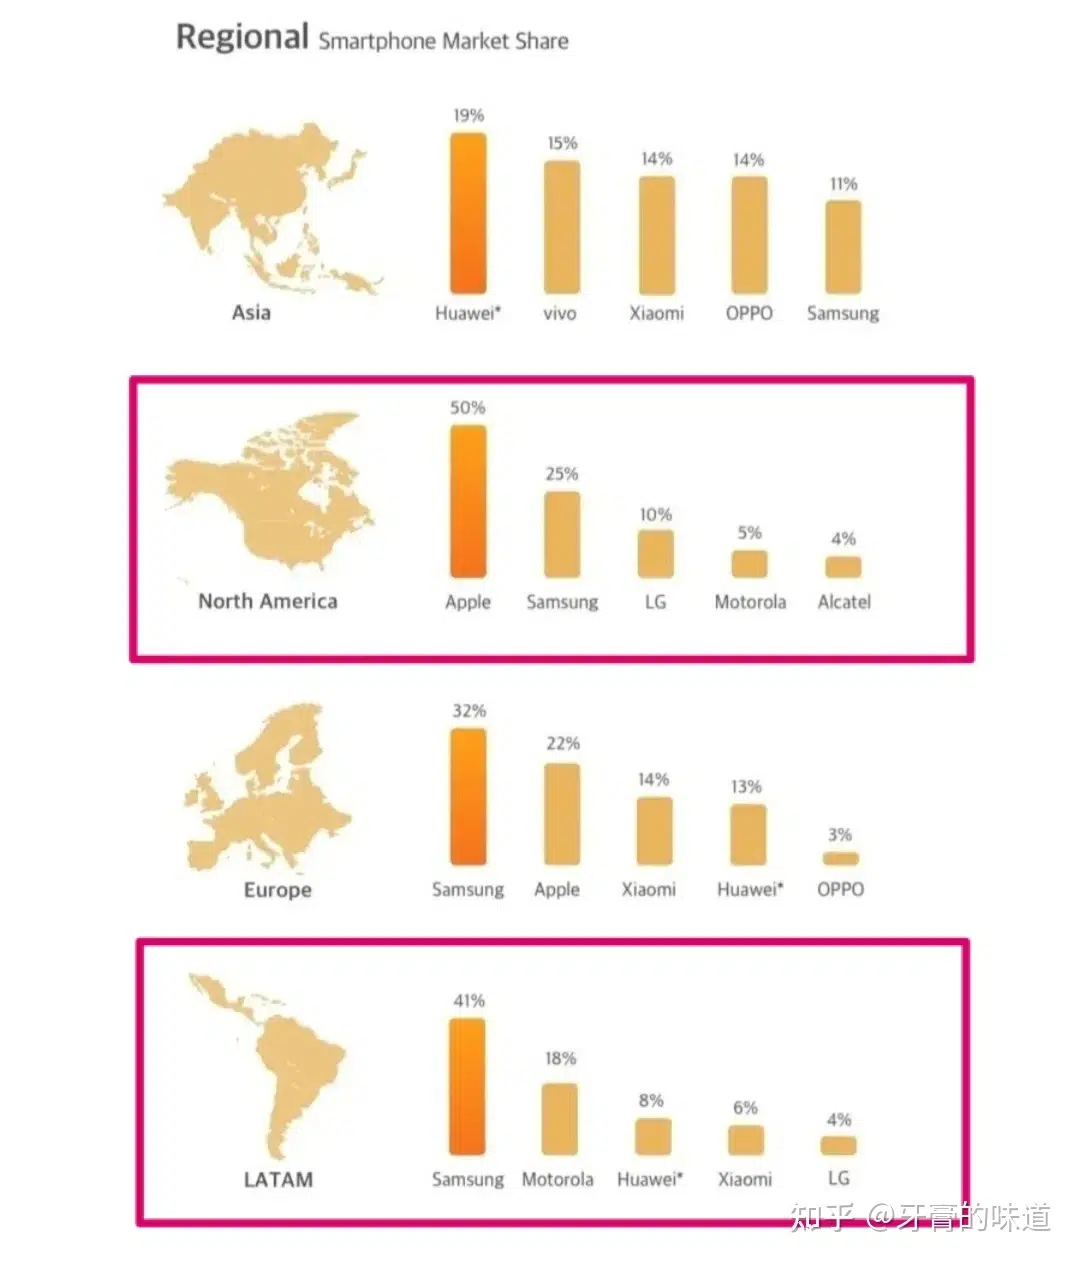 Regional Smartphone Market Share
19% 15% 14% 14% 11%
Asia
Huawei* vivo Xiaomi OPPO Samsung
50% 25% 10% 5% 4%
North America
Apple Samsung LG Motorola Alcatel
32% 22% 14% 13% 3%
Europe
Samsung Apple Xiaomi Huawei* OPPO
41% 18% 8% 6% 4%
LATAM
Samsung Motorola Huawei* Xiaomi LG
知乎 @牙膏的味道